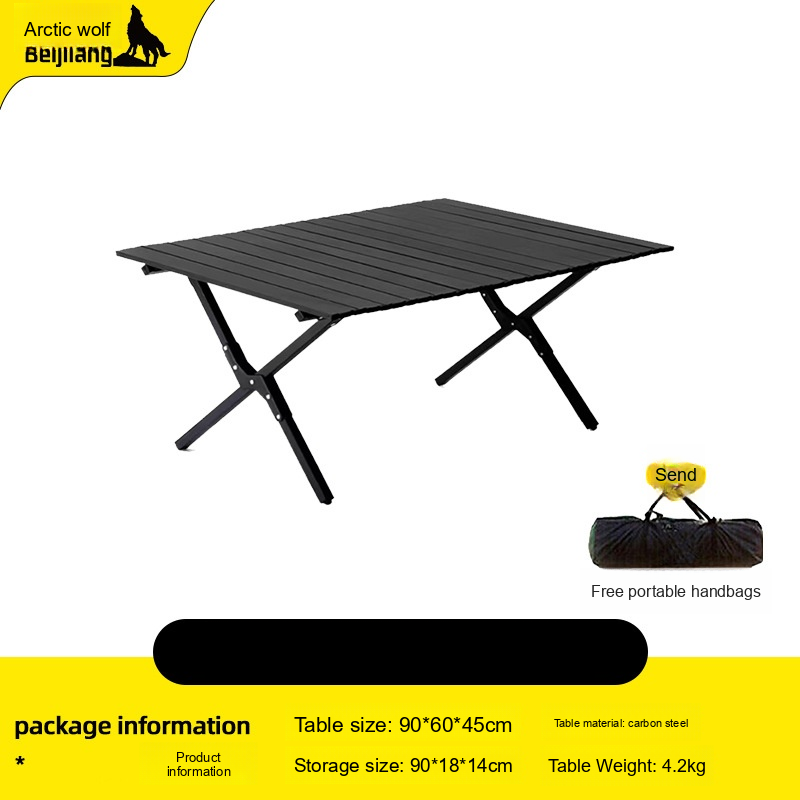 Arctic wolf
Beijilang
Send
Free portable handbags
package information
Table size: 90*60*45cm
Table material: carbon steel
*
Product
information
Storage size: 90*18*14cm
Table Weight: 4.2kg